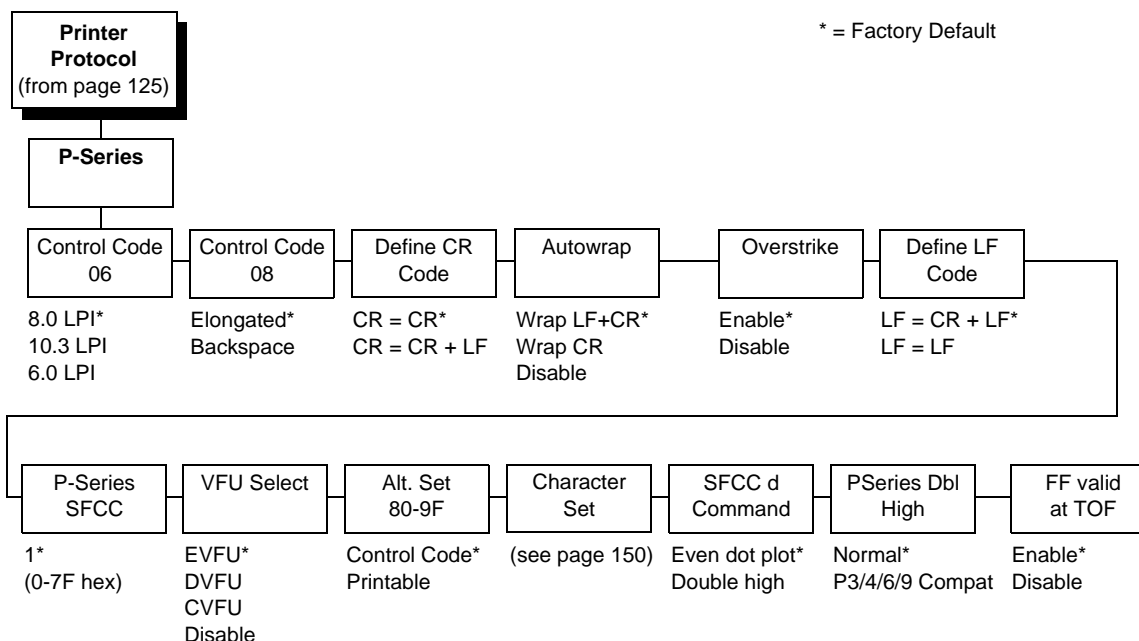 Printer
Protocol
(from page 125)
* = Factory Default
P-Series
Control Code
06
8.0 LPI*
10.3 LPI
6.0 LPI
Control Code
08
Elongated*
Backspace
Define CR
Code
CR = CR*
CR = CR + LF
Autowrap
Wrap LF+CR*
Wrap CR
Disable
Overstrike
Enable*
Disable
Define LF
Code
LF = CR + LF*
LF = LF
P-Series
SFCC
1*
(0-7F hex)
VFU Select
EVFU*
DVFU
CVFU
Disable
Alt. Set
80-9F
Control Code*
Printable
Character
Set
(see page 150)
SFCC d
Command
Even dot plot*
Double high
PSeries Dbl
High
Normal*
P3/4/6/9 Compat
FF valid
at TOF
Enable*
Disable